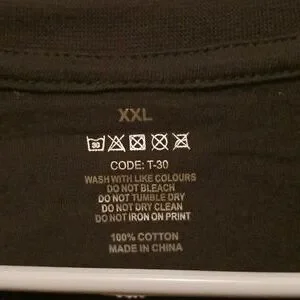 XXL
30
CODE: T-30
WASH WITH LIKE COLOURS
DO NOT BLEACH
DO NOT TUMBLE DRY
DO NOT DRY CLEAN
DO NOT IRON ON PRINT
100% COTTON
MADE IN CHINA